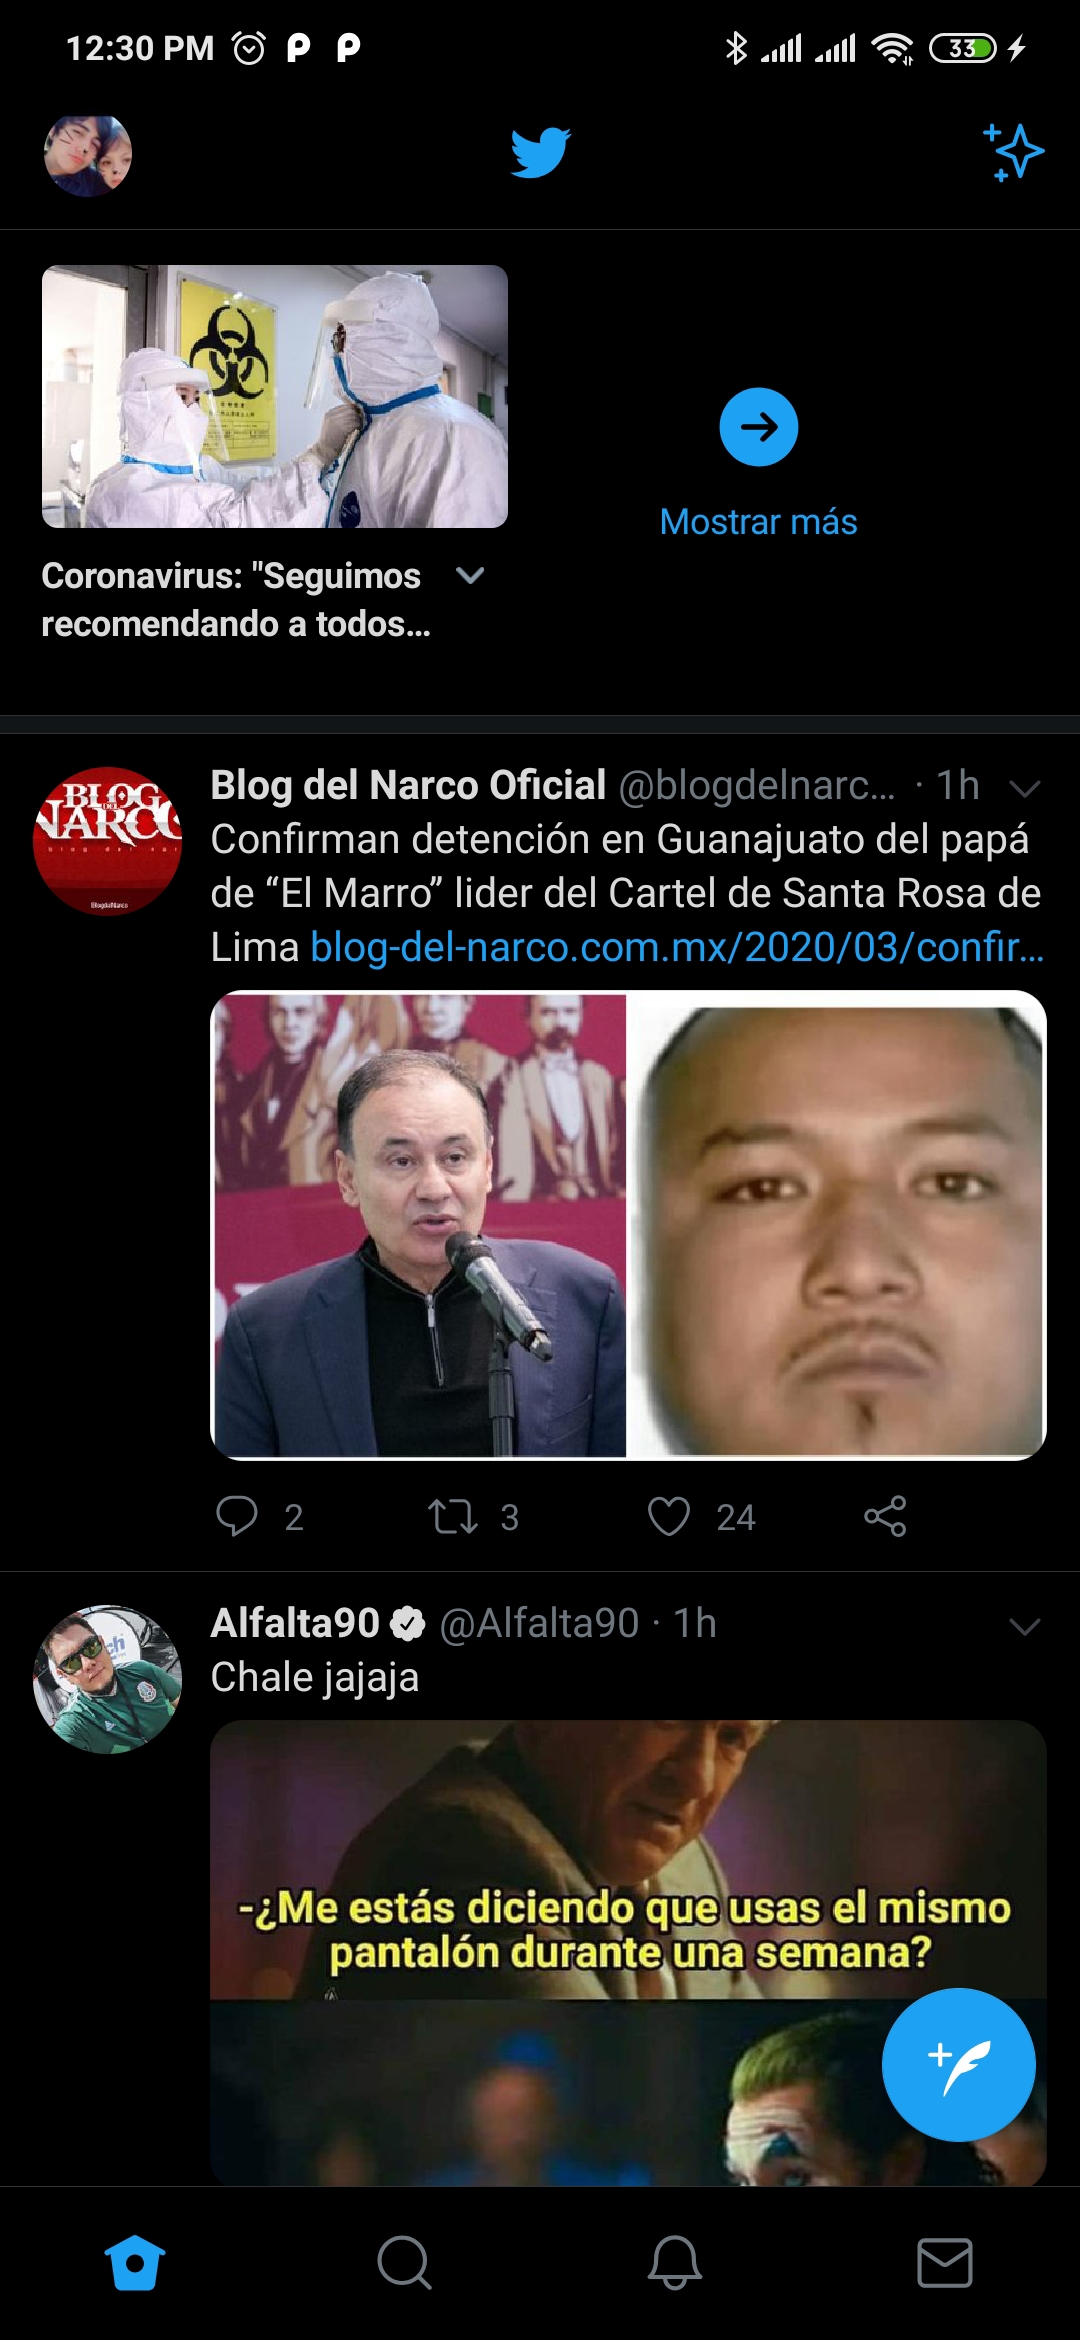 12:30 PM
33
Coronavirus: "Seguimos
recomendando a todos...
Mostrar más
BLOG
DEL
NARCO
Blog del Narco Oficial @blogdelnarc... · 1h
Confirman detención en Guanajuato del papá
de “El Marro” lider del Cartel de Santa Rosa de
Lima blog-del-narco.com.mx/2020/03/confir...
2 3 24
Alfalta90 @Alfalta90 · 1h
Chale jajaja
-¿Me estás diciendo que usas el mismo
pantalón durante una semana?